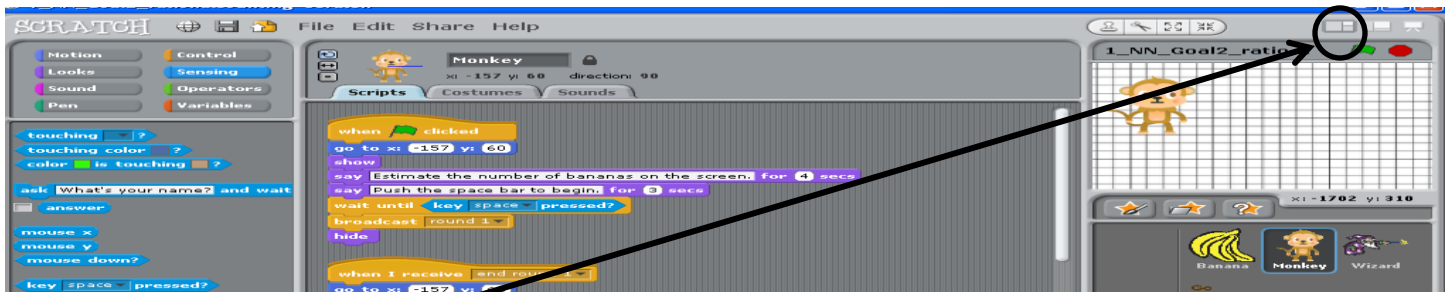 SCRATCH File Edit Share Help
Motion Control
Looks Sensing
Sound Operators
Pen Variables
touching ?
touching color ?
color is touching ?
ask What's your name? and wait
answer
mouse x
mouse y
mouse down?
key space pressed?
Monkey
x: -157 y: 60 direction: 90
Scripts Costumes Sounds
when clicked
go to x: -157 y: 60
show
say Estimate the number of bananas on the screen. for 4 secs
say Push the space bar to begin. for 3 secs
wait until key space pressed?
broadcast round 1
hide
when I receive end round 1
go to x: -157 y:
1_NN_Goal2_ratio
x: -1702 y: 310
Banana Monkey Wizard